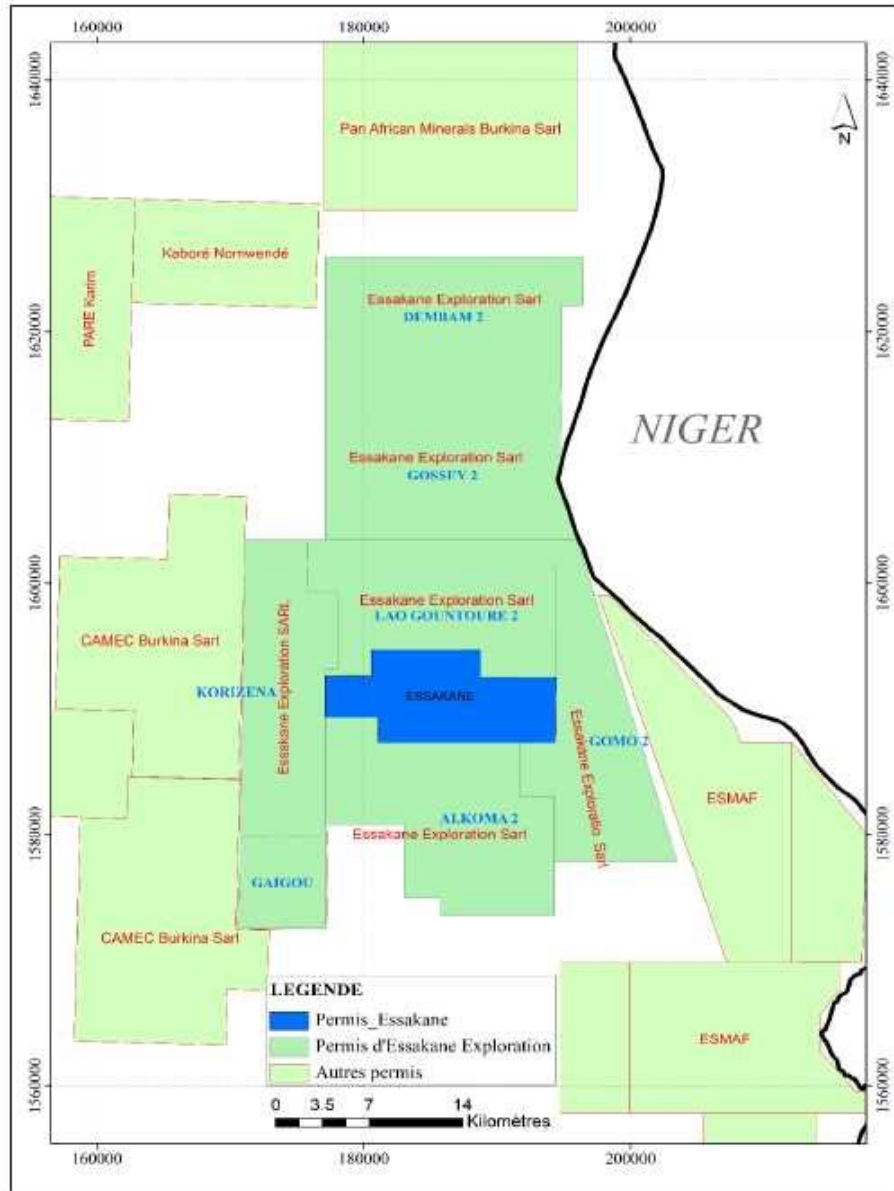 160000 180000 200000
1640000 1640000
Pan African Minerals Burkina Sarl
N
Kaboré Nomwendé
PARE Karim
Essakane Exploration Sarl
DEMBAM 2
1620000 1620000
NIGER
Essakane Exploration Sarl
GOSSEY 2
1600000 1600000
Essakane Exploration Sarl
LAO GOUNTOURE 2
CAMEC Burkina Sarl
Essakane Exploration SARL
KORIZENA
ESSAKANE
GOMO 2
Essakane Exploratio Sarl
ESMAF
ALKOMA 2
Essakane Exploration Sarl
1580000 1580000
GAIGOU
CAMEC Burkina Sarl
LEGENDE
Permis_Essakane
Permis d'Essakane Exploration
Autres permis
ESMAF
1560000 1560000
0 3.5 7 14
Kilomètres
160000 180000 200000